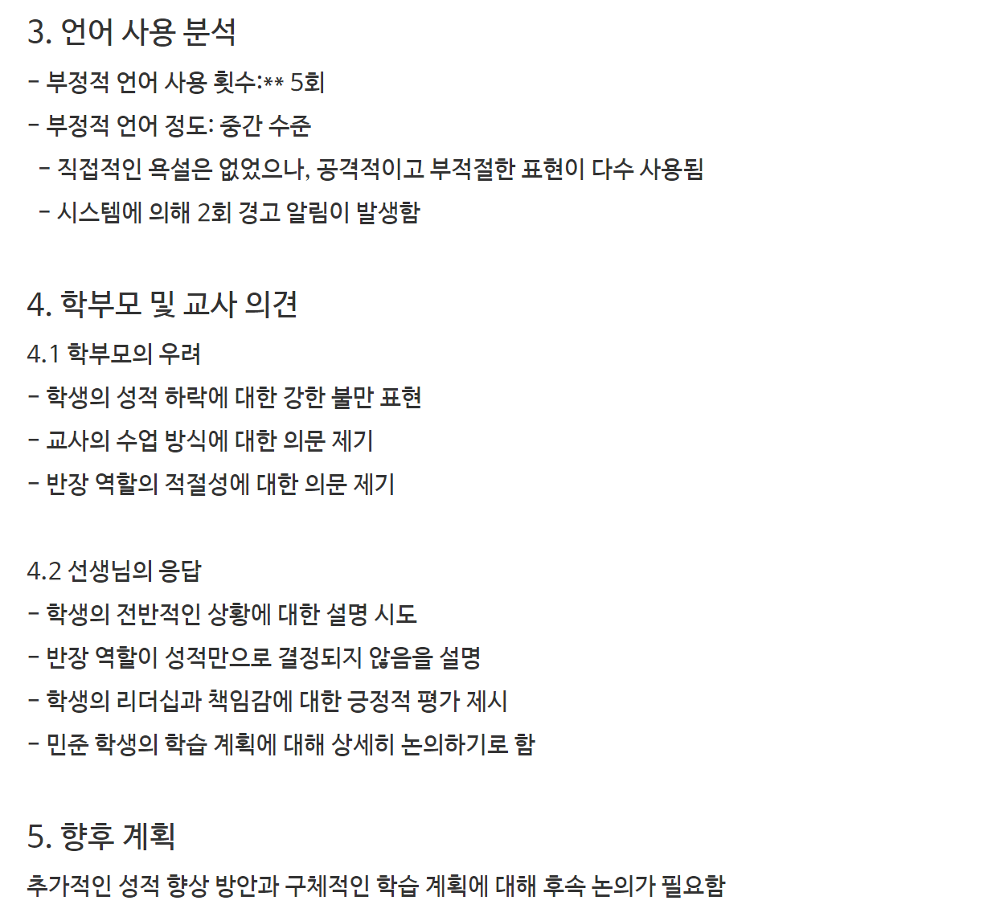 3. 언어 사용 분석
- 부정적 언어 사용 횟수:** 5회
- 부정적 언어 정도: 중간 수준
- 직접적인 욕설은 없었으나, 공격적이고 부적절한 표현이 다수 사용됨
- 시스템에 의해 2회 경고 알림이 발생함
4. 학부모 및 교사 의견
4.1 학부모의 우려
- 학생의 성적 하락에 대한 강한 불만 표현
- 교사의 수업 방식에 대한 의문 제기
- 반장 역할의 적절성에 대한 의문 제기
4.2 선생님의 응답
- 학생의 전반적인 상황에 대한 설명 시도
- 반장 역할이 성적만으로 결정되지 않음을 설명
- 학생의 리더십과 책임감에 대한 긍정적 평가 제시
- 민준 학생의 학습 계획에 대해 상세히 논의하기로 함
5. 향후 계획
추가적인 성적 향상 방안과 구체적인 학습 계획에 대해 후속 논의가 필요함